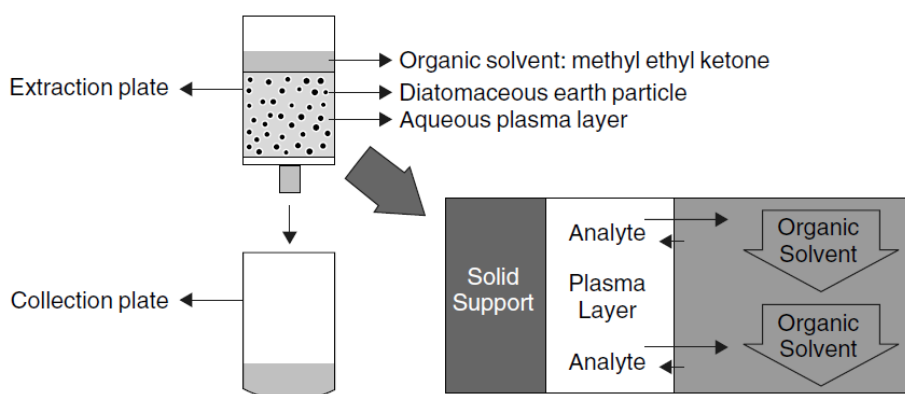 Organic solvent: methyl ethyl ketone
Extraction plate
Diatomaceous earth particle
Aqueous plasma layer
Collection plate
Solid
Support
Analyte
Plasma
Layer
Analyte
Organic
Solvent
Organic
Solvent